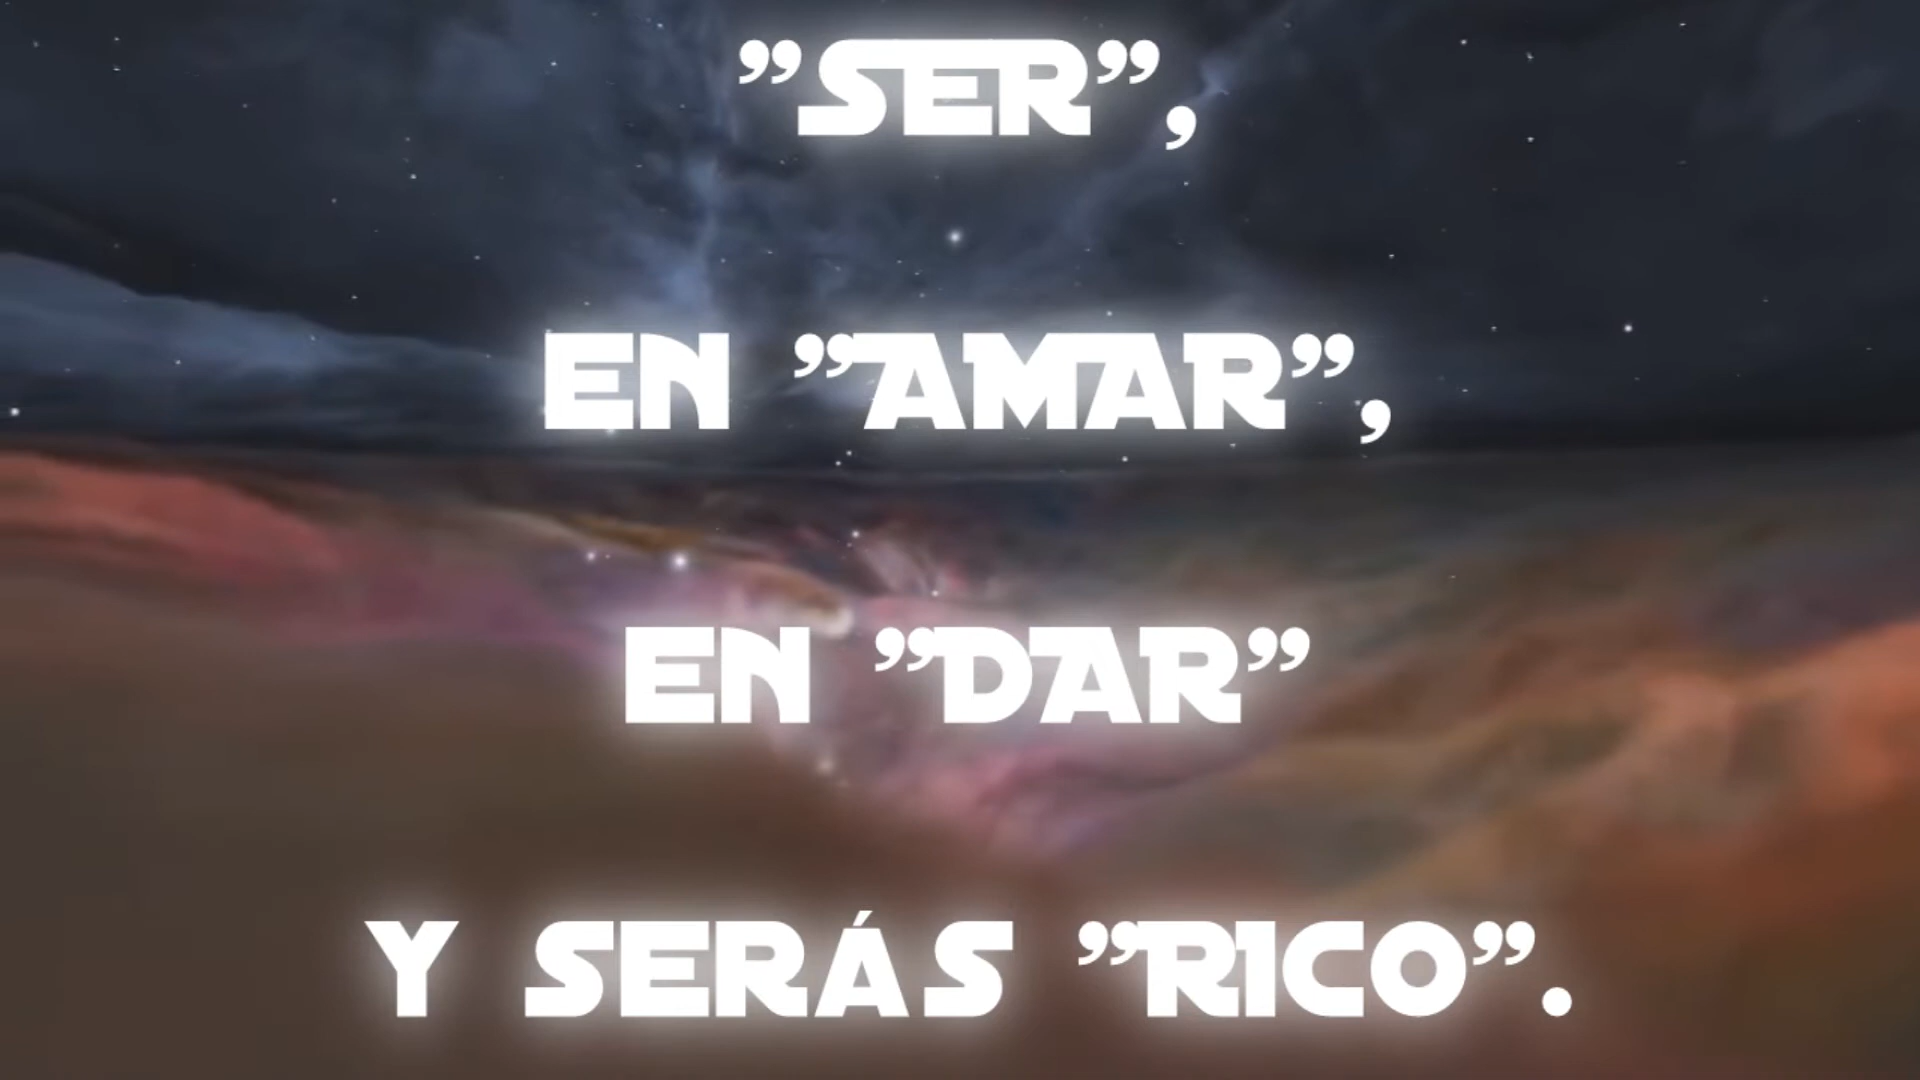 ”SER”,
EN ”AMAR”,
EN ”DAR”
Y SERÁS ”RICO”.